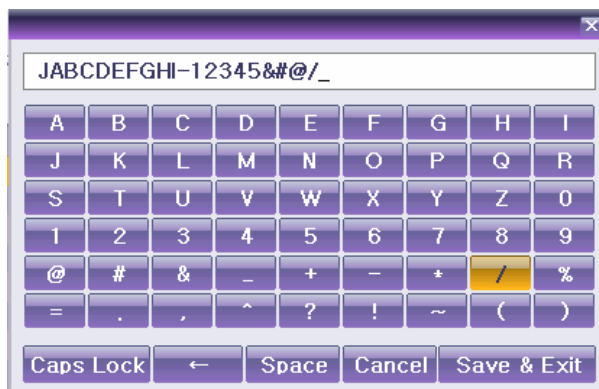 JABCDEFGHI-12345&#@/_
A B C D E F G H I
J K L M N O P Q R
S T U V W X Y Z 0
1 2 3 4 5 6 7 8 9
@ # & _ + - * / %
= . , ^ ? ! ~ ( )
Caps Lock ← Space Cancel Save & Exit